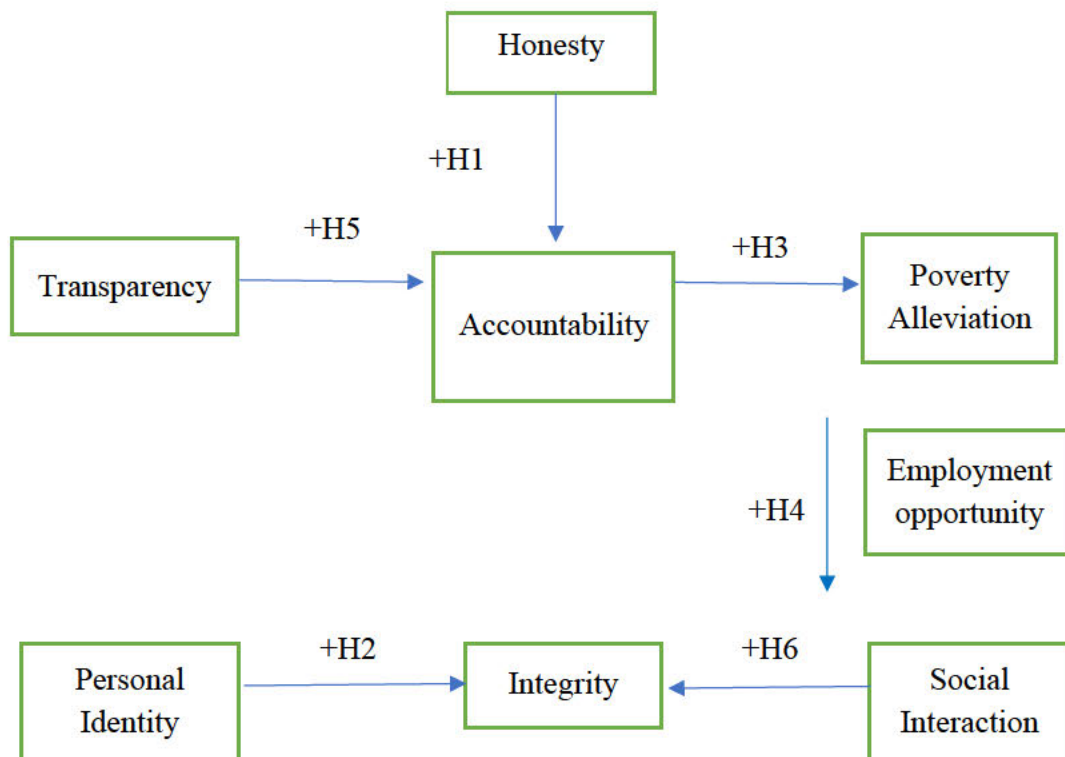 Honesty
+H1
+H5
+H3
Transparency
Accountability
Poverty
Alleviation
Employment
opportunity
+H4
+H2
+H6
Personal
Identity
Integrity
Social
Interaction